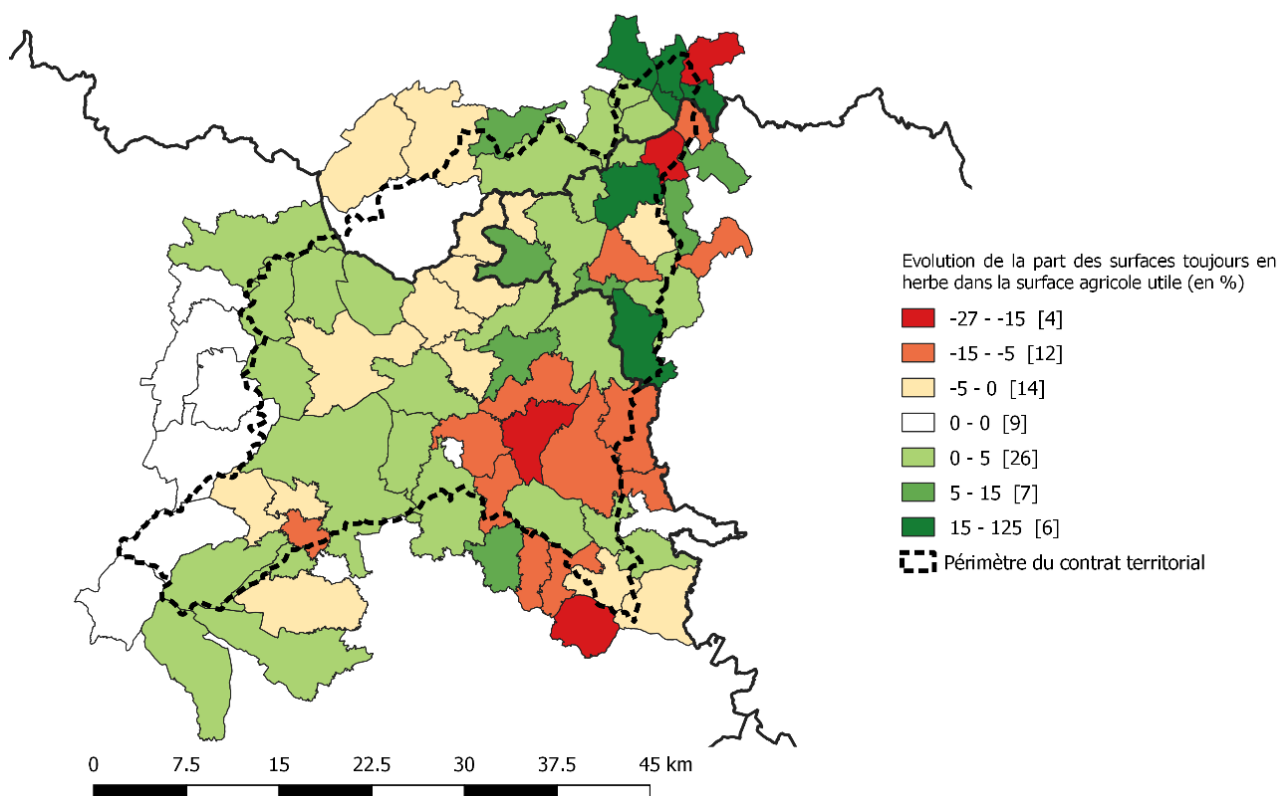 Evolution de la part des surfaces toujours en
herbe dans la surface agricole utile (en %)
-27 - -15 [4]
-15 - -5 [12]
-5 - 0 [14]
0 - 0 [9]
0 - 5 [26]
5 - 15 [7]
15 - 125 [6]
Périmètre du contrat territorial
0 7.5 15 22.5 30 37.5 45 km